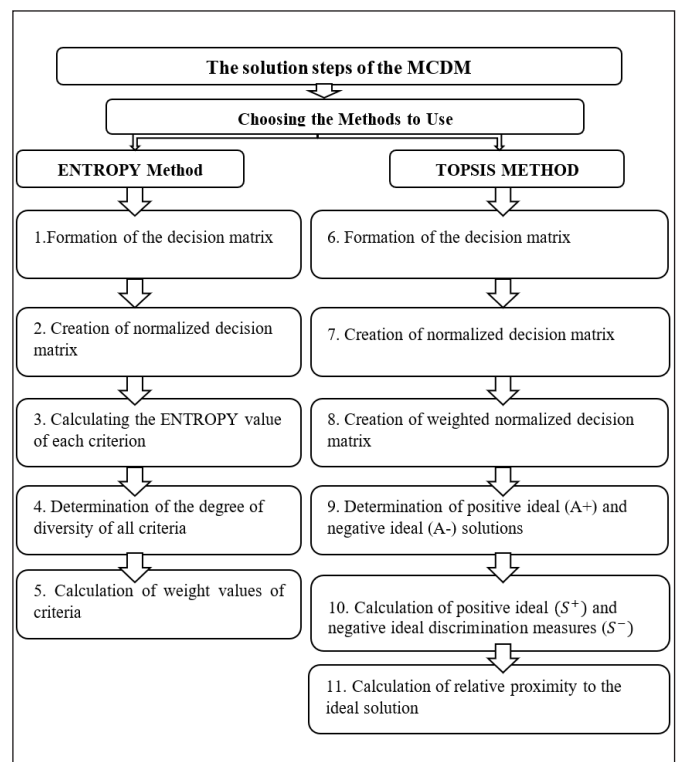 The solution steps of the MCDM
Choosing the Methods to Use
ENTROPY Method
1.Formation of the decision matrix
2. Creation of normalized decision
matrix
3. Calculating the ENTROPY value
of each criterion
4. Determination of the degree of
diversity of all criteria
5. Calculation of weight values of
criteria
TOPSIS METHOD
6. Formation of the decision matrix
7. Creation of normalized decision matrix
8. Creation of weighted normalized decision
matrix
9. Determination of positive ideal (A+) and
negative ideal (A-) solutions
10. Calculation of positive ideal (S⁺) and
negative ideal discrimination measures (S⁻)
11. Calculation of relative proximity to the
ideal solution